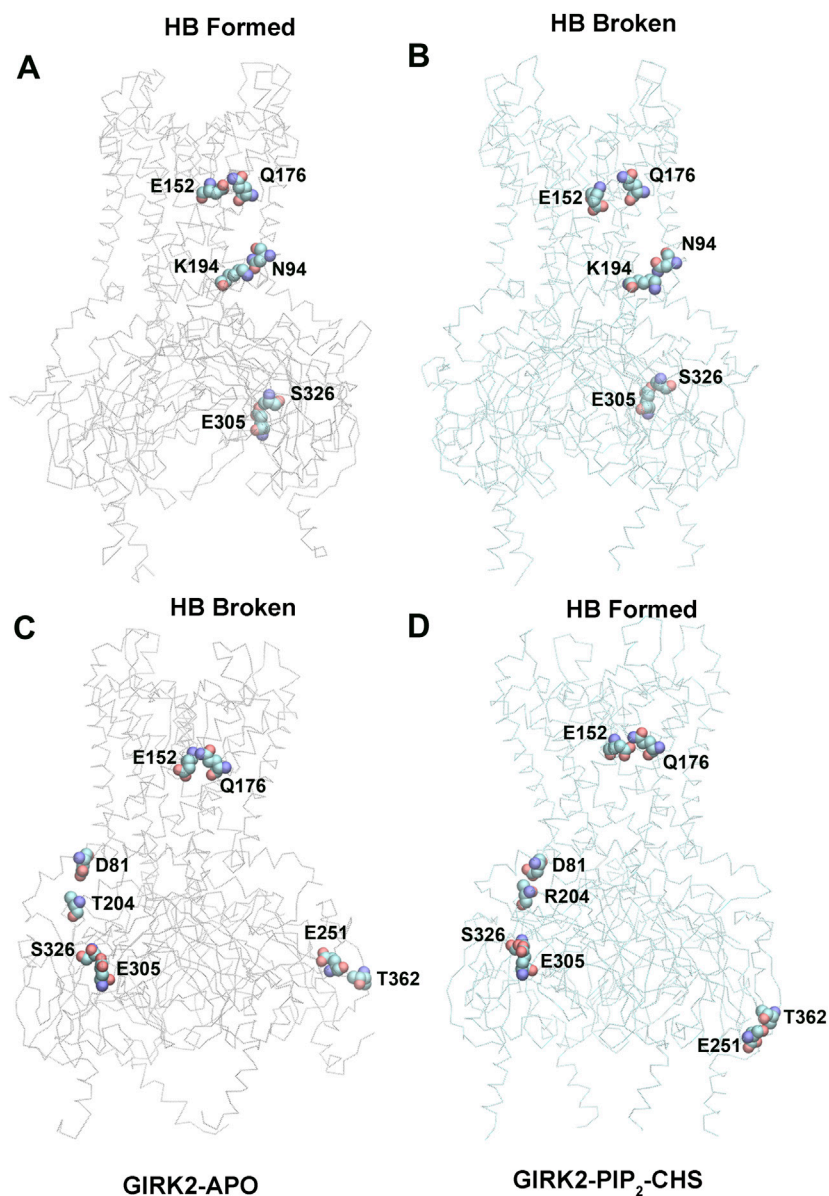 HB Formed
HB Broken
A
B
E152
Q176
E152
Q176
K194
N94
K194
N94
E305
S326
E305
S326
HB Broken
HB Formed
C
D
E152
Q176
E152
Q176
D81
D81
T204
R204
S326
E305
E251
T362
S326
E305
E251
T362
GIRK2-APO
GIRK2-PIP2-CHS